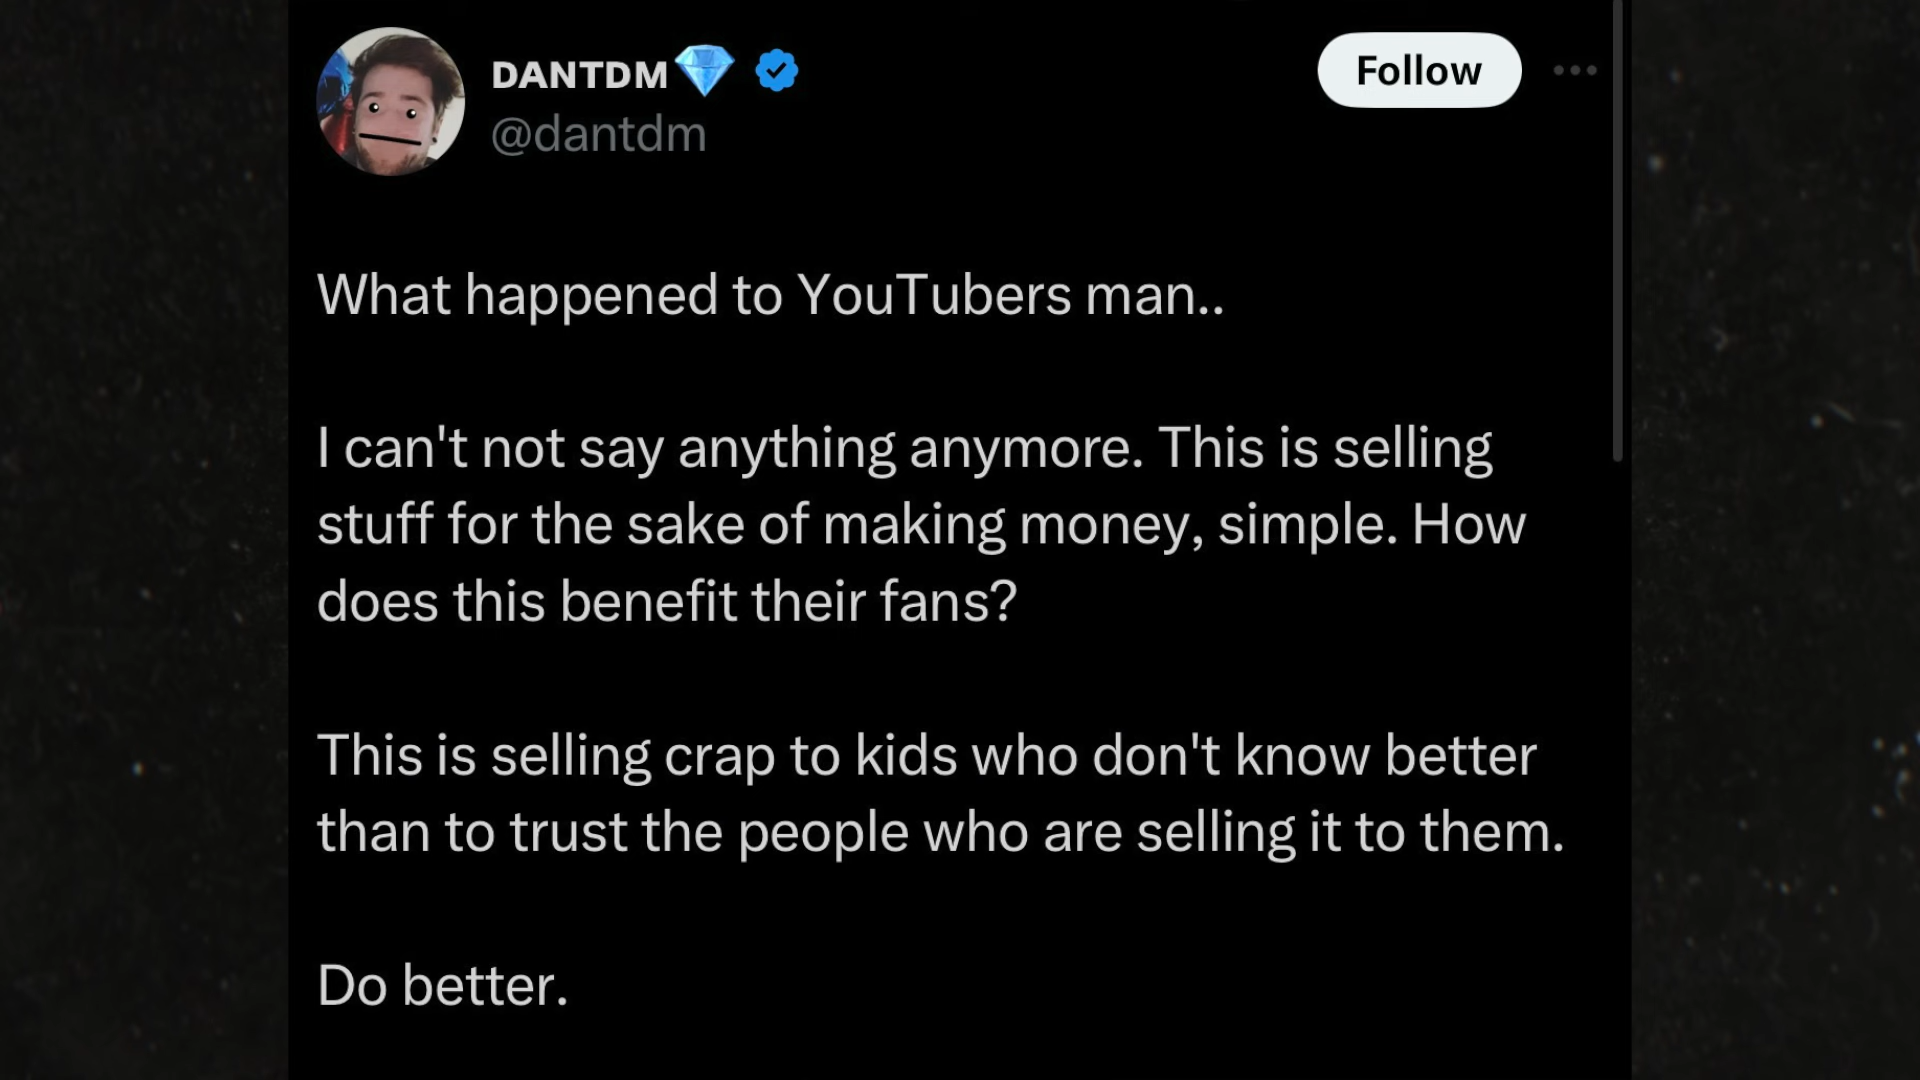 DANTDM💎
Follow
@dantdm
What happened to YouTubers man..
I can't not say anything anymore. This is selling
stuff for the sake of making money, simple. How
does this benefit their fans?
This is selling crap to kids who don't know better
than to trust the people who are selling it to them.
Do better.